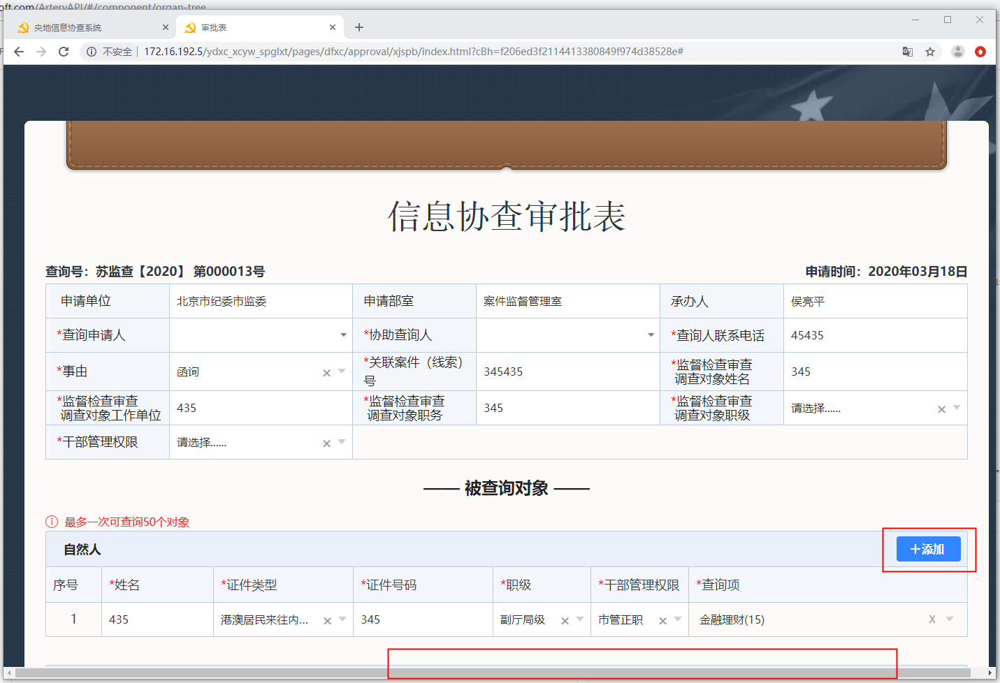 oft.com/ArteryAPI/#/component/organ-tree
央地信息协查系统
审批表
不安全 172.16.192.5/ydxc_xcyw_spglxt/pages/dfxc/approval/xjspb/index.html?cBh=f206ed3f2114413380849f974d38528e#
信息协查审批表
查询号：苏监查【2020】 第000013号 申请时间：2020年03月18日
申请单位 北京市纪委市监委 申请部室 案件监督管理室 承办人 侯亮平
*查询申请人 *协助查询人 *查询人联系电话 45435
*事由 函询 *关联案件（线索）号 345435 *监督检查审查调查对象姓名 345
*监督检查审查调查对象工作单位 435 *监督检查审查调查对象职务 345 *监督检查审查调查对象职级 请选择......
*干部管理权限 请选择......
—— 被查询对象 ——
最多一次可查询50个对象
自然人 +添加
序号 *姓名 *证件类型 *证件号码 *职级 *干部管理权限 *查询项
1 435 港澳居民来往内... 345 副厅局级 市管正职 金融理财(15) X